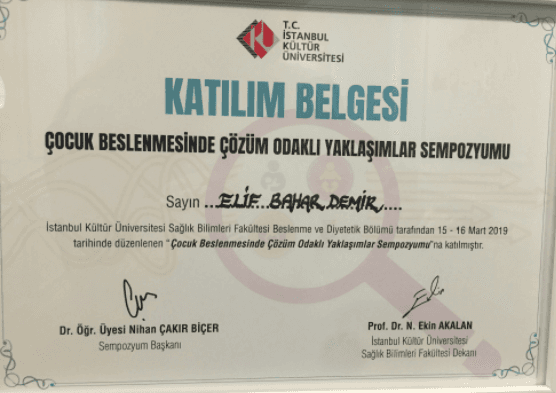 T.C.
İSTANBUL
KÜLTÜR
ÜNİVERSİTESİ
KATILIM BELGESİ
ÇOCUK BESLENMESİNDE ÇÖZÜM ODAKLI YAKLAŞIMLAR SEMPOZYUMU
Sayın ...ELİF BAHAR DEMİR....
İstanbul Kültür Üniversitesi Sağlık Bilimleri Fakültesi Beslenme ve Diyetetik Bölümü tarafından 15 - 16 Mart 2019
tarihinde düzenlenen "Çocuk Beslenmesinde Çözüm Odaklı Yaklaşımlar Sempozyumu"na katılmıştır.
Dr. Öğr. Üyesi Nihan ÇAKIR BİÇER
Sempozyum Başkanı
Prof. Dr. N. Ekin AKALAN
İstanbul Kültür Üniversitesi
Sağlık Bilimleri Fakültesi Dekanı